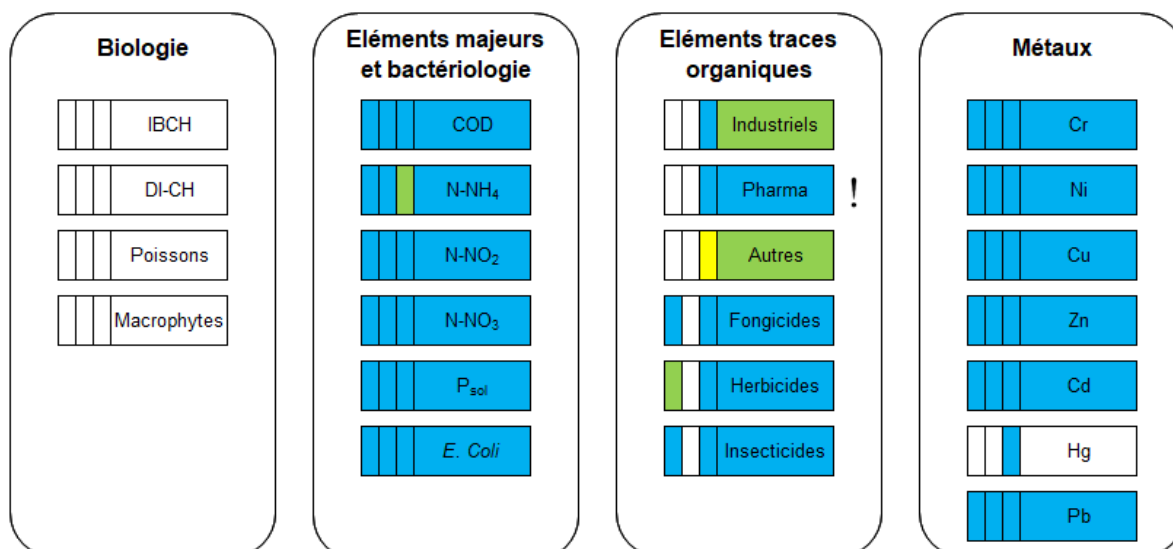 Biologie
IBCH
DI-CH
Poissons
Macrophytes
Eléments majeurs
et bactériologie
COD
N-NH₄
N-NO₂
N-NO₃
Psol
E. Coli
Eléments traces
organiques
Industriels
Pharma !
Autres
Fongicides
Herbicides
Insecticides
Métaux
Cr
Ni
Cu
Zn
Cd
Hg
Pb